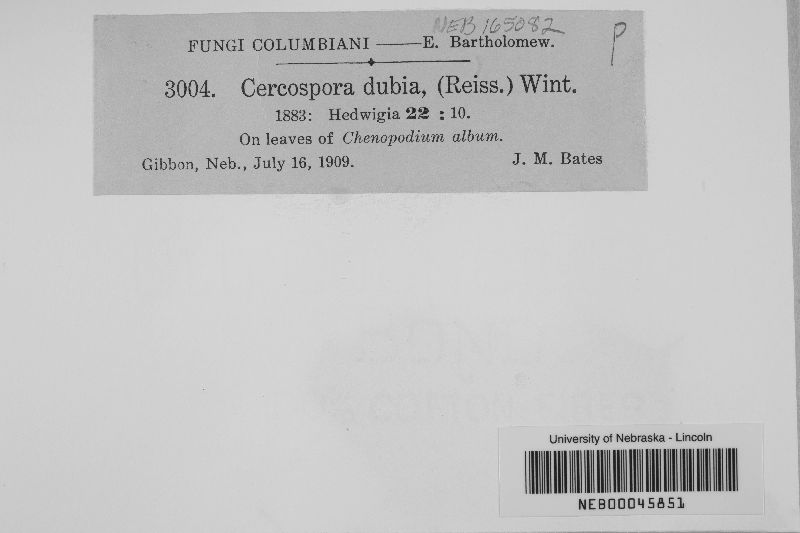 NEB 165082
P
FUNGI COLUMBIANI — E. Bartholomew.
3004. Cercospora dubia, (Reiss.) Wint.
1883: Hedwigia 22 : 10.
On leaves of Chenopodium album.
Gibbon, Neb., July 16, 1909. J. M. Bates
University of Nebraska - Lincoln
NEB00045851